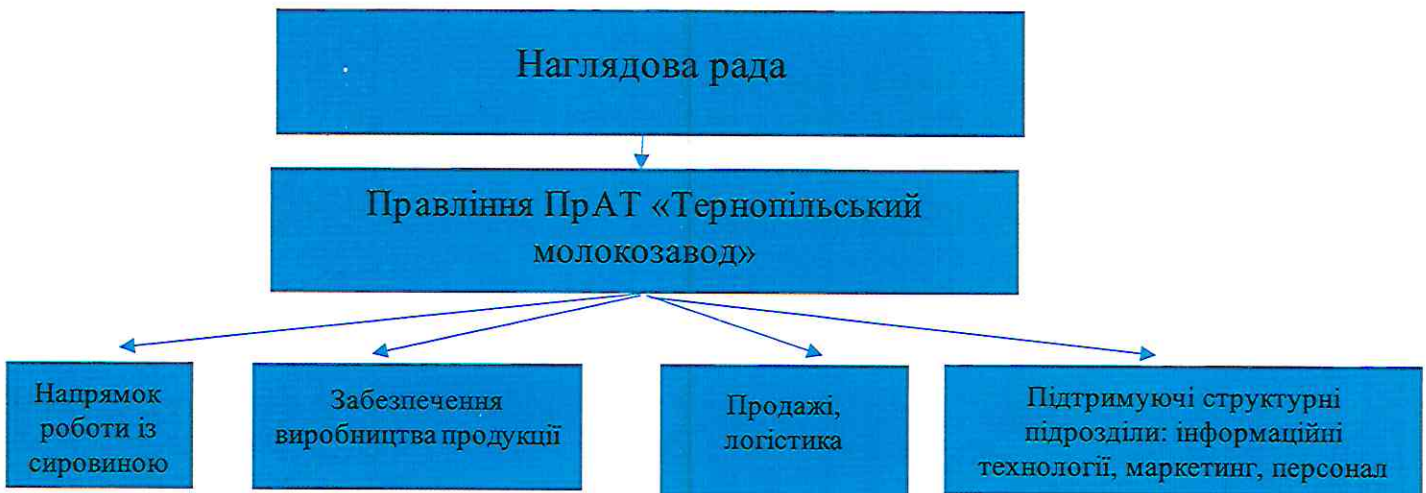 Наглядова рада
Правління ПрАТ «Тернопільський
молокозавод»
Напрямок
роботи із
сировиною
Забезпечення
виробництва продукції
Продажі,
логістика
Підтримуючі структурні
підрозділи: інформаційні
технології, маркетинг, персонал